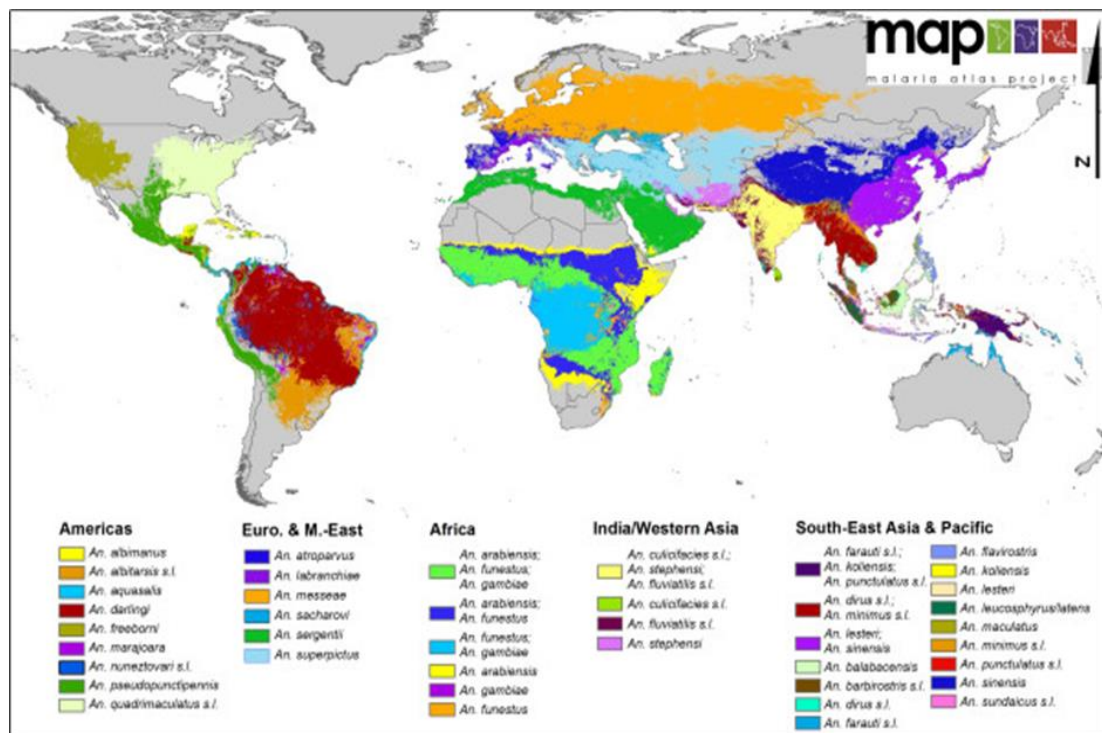 map
malaria atlas project
N
Americas
An. albimanus
An. albitarsis s.l.
An. aquasalis
An. darlingi
An. freeborni
An. marajoara
An. nuneztovari s.l.
An. pseudopunctipennis
An. quadrimaculatus s.l.
Euro. & M.-East
An. atroparvus
An. labranchiae
An. messeae
An. sacharovi
An. sergentii
An. superpictus
Africa
An. arabiensis;
An. funestus;
An. gambiae
An. arabiensis;
An. funestus
An. funestus;
An. gambiae
An. arabiensis
An. gambiae
An. funestus
India/Western Asia
An. culicifacies s.l.;
An. stephensi;
An. fluviatilis s.l.
An. culicifacies s.l.
An. fluviatilis s.l.
An. stephensi
South-East Asia & Pacific
An. farauti s.l.;
An. koliensis;
An. punctulatus s.l.
An. dirus s.l.;
An. minimus s.l.
An. lesteri;
An. sinensis
An. balabacensis
An. barbirostris s.l.
An. dirus s.l.
An. farauti s.l.
An. flavirostris
An. koliensis
An. lesteri
An. leucosphyrus/latens
An. maculatus
An. minimus s.l.
An. punctulatus s.l.
An. sinensis
An. sundaicus s.l.